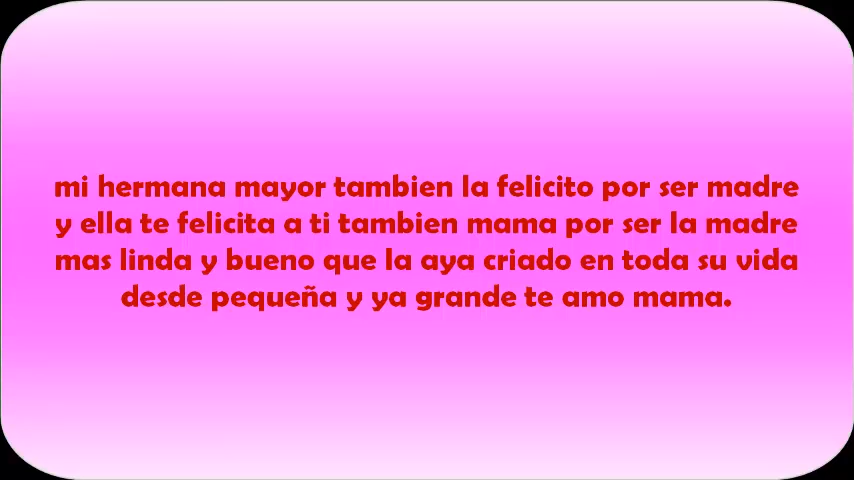 mi hermana mayor tambien la felicito por ser madre
y ella te felicita a ti tambien mama por ser la madre
mas linda y bueno que la aya criado en toda su vida
desde pequeña y ya grande te amo mama.